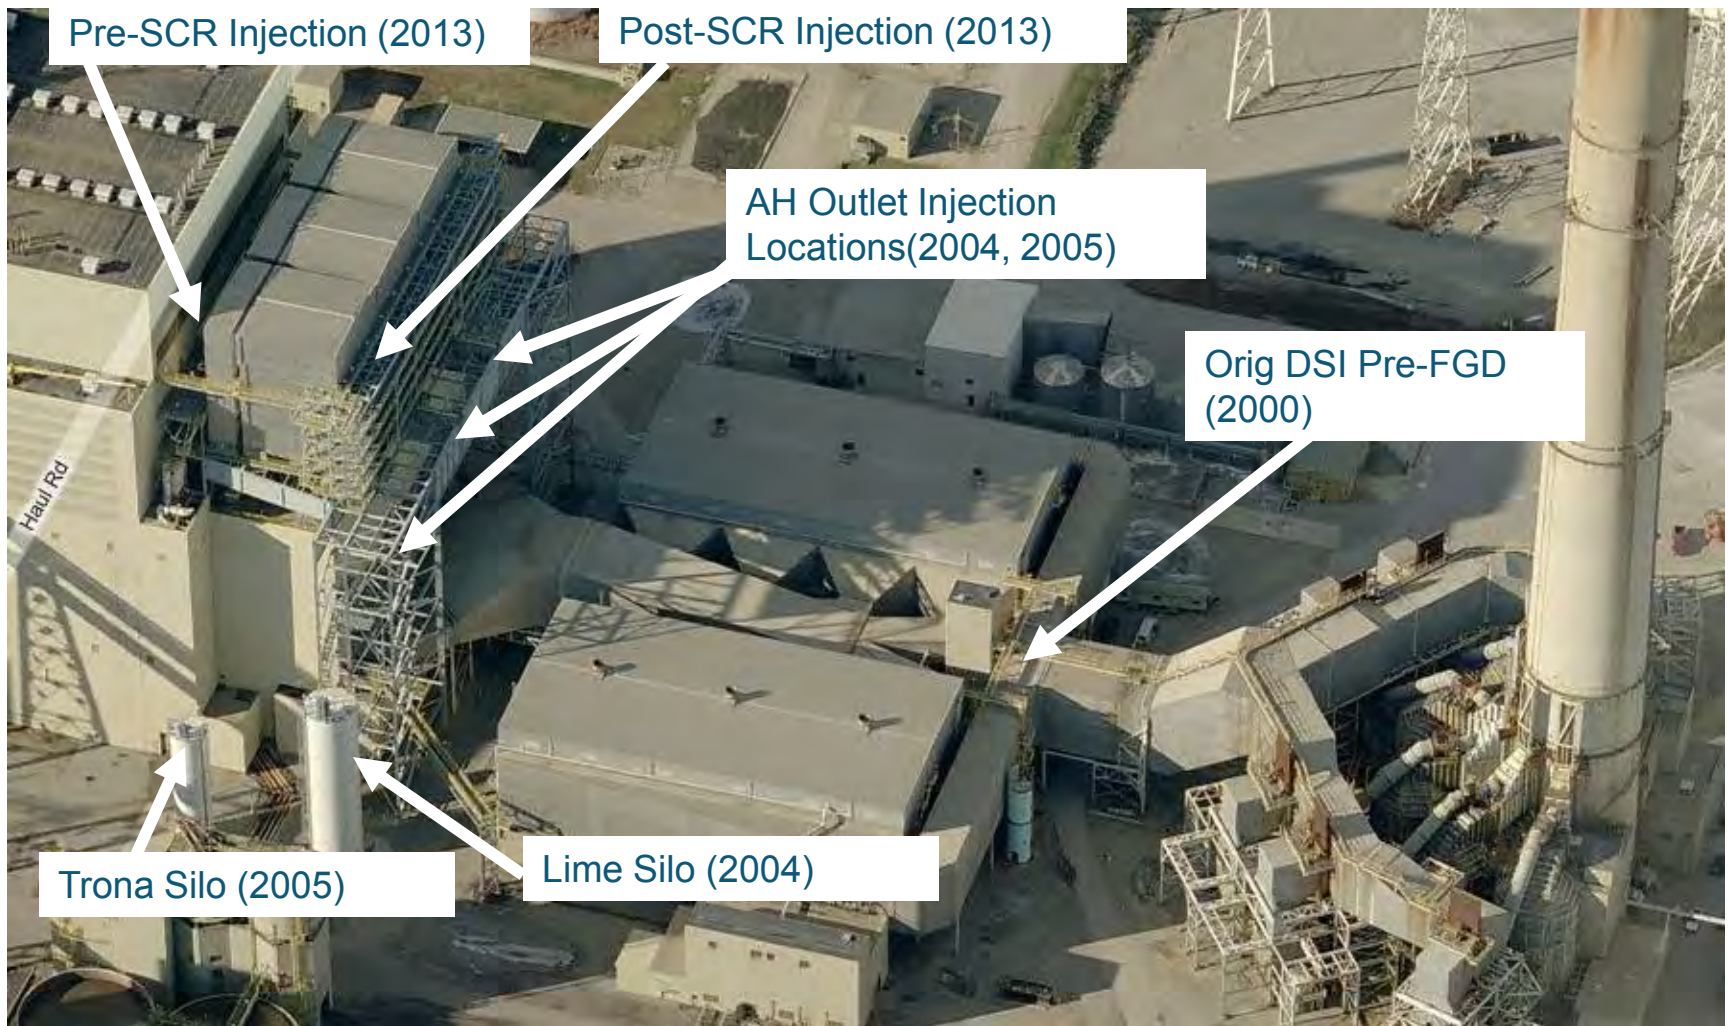 Pre-SCR Injection (2013)
Post-SCR Injection (2013)
AH Outlet Injection
Locations(2004, 2005)
Orig DSI Pre-FGD
(2000)
Haul Rd
Trona Silo (2005)
Lime Silo (2004)